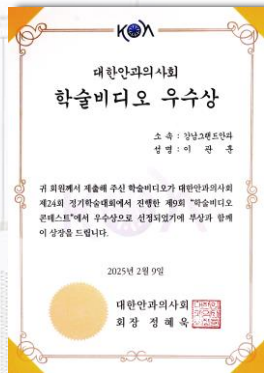 KOA
대한안과의사회
학술비디오 우수상
소 속 : 강남그랜드안과
성 명 : 이 관 훈
귀 회원께서 제출해 주신 학술비디오가 대한안과의사회
제24회 정기학술대회에서 진행한 제9회 "학술비디오
콘테스트"에서 우수상으로 선정되었기에 부상과 함께
이 상장을 드립니다.
2025년 2월 9일
대한안과의사회
회장 정 혜 욱